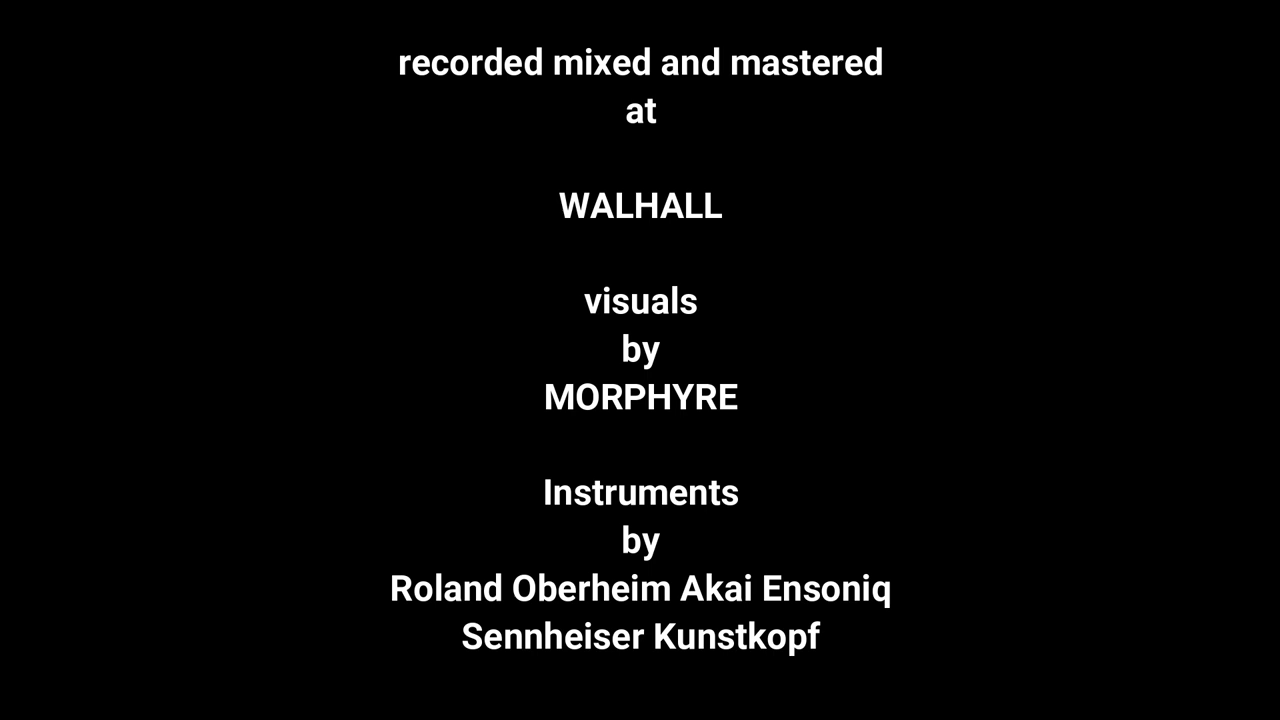 recorded mixed and mastered
at
WALHALL
visuals
by
MORPHYRE
Instruments
by
Roland Oberheim Akai Ensoniq
Sennheiser Kunstkopf